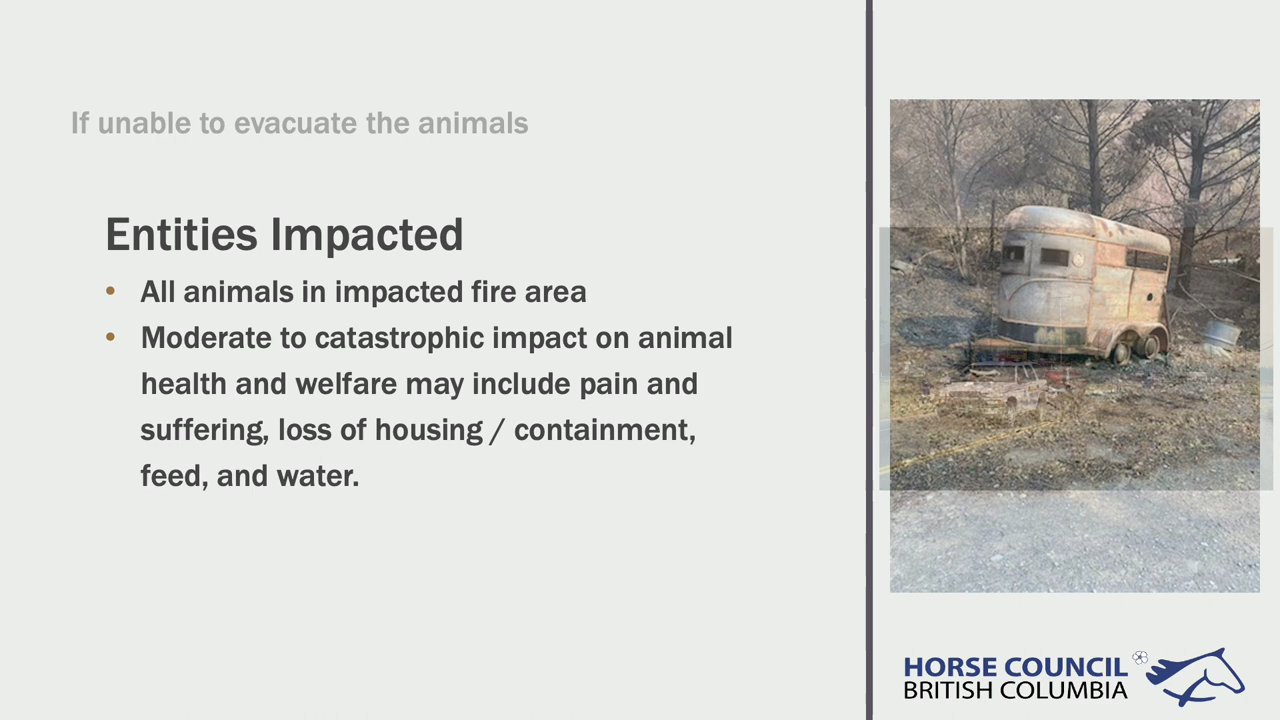 If unable to evacuate the animals
Entities Impacted
• All animals in impacted fire area
• Moderate to catastrophic impact on animal
health and welfare may include pain and
suffering, loss of housing / containment,
feed, and water.
HORSE COUNCIL
BRITISH COLUMBIA